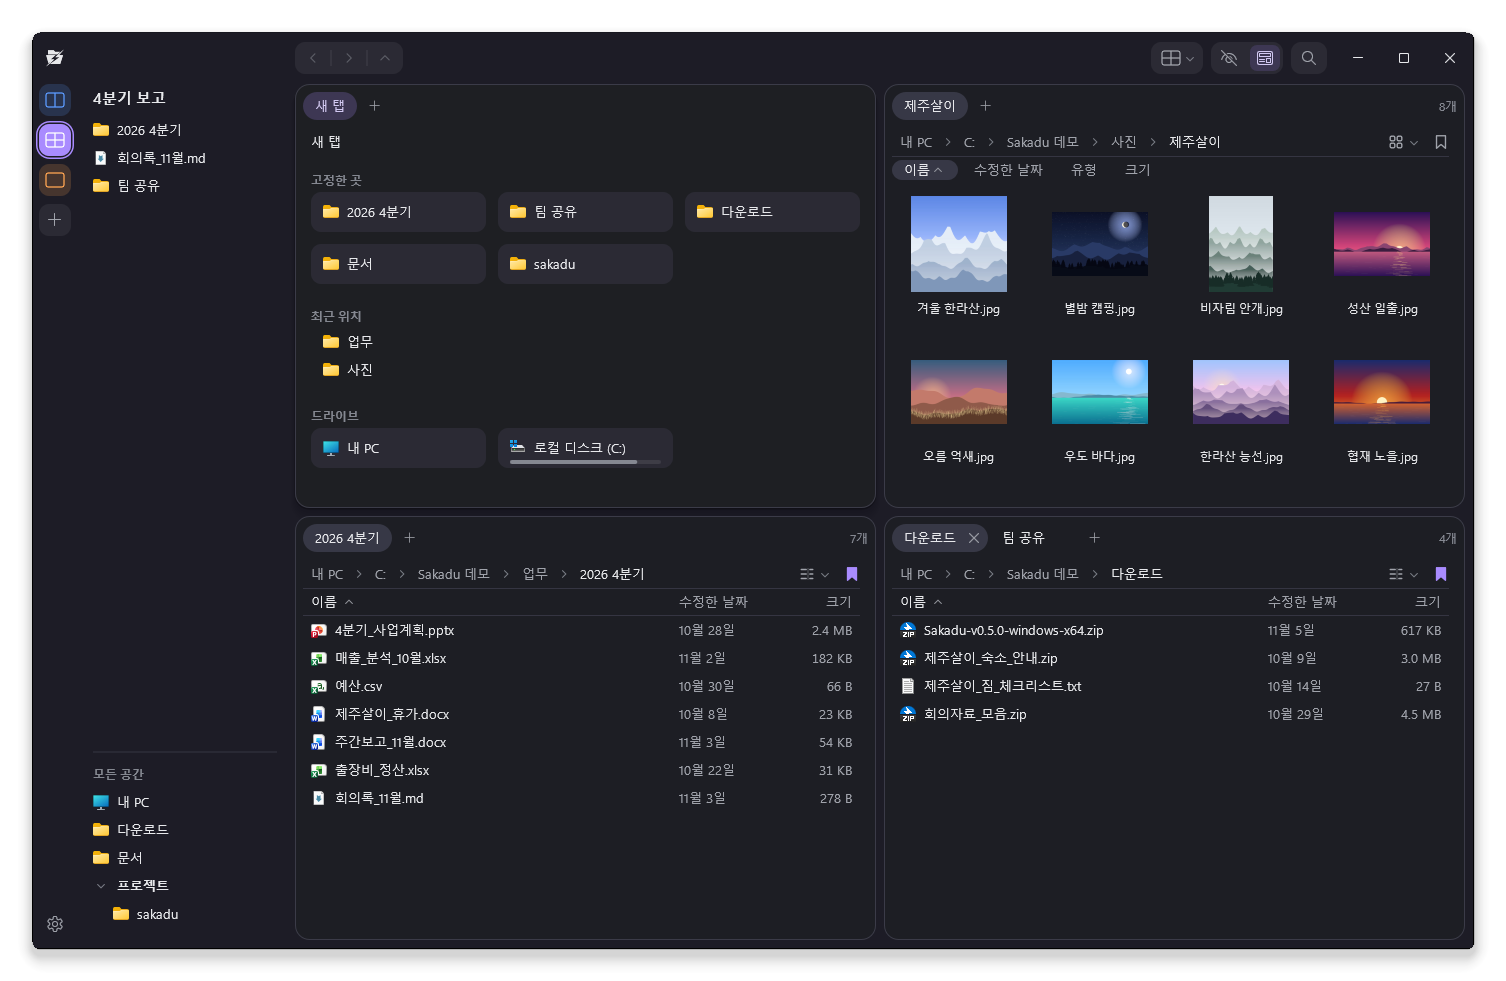 4분기 보고
2026 4분기
회의록_11월.md
팀 공유
모든 공간
내 PC
다운로드
문서
프로젝트
sakadu
새 탭
새 탭
고정한 곳
2026 4분기
팀 공유
다운로드
문서
sakadu
최근 위치
업무
사진
드라이브
내 PC
로컬 디스크 (C:)
제주살이
8개
내 PC C: Sakadu 데모 사진 제주살이
이름 수정한 날짜 유형 크기
겨울 한라산.jpg
별밤 캠핑.jpg
비자림 안개.jpg
성산 일출.jpg
오름 억새.jpg
우도 바다.jpg
한라산 능선.jpg
협재 노을.jpg
2026 4분기
7개
내 PC C: Sakadu 데모 업무 2026 4분기
이름 수정한 날짜 크기
4분기_사업계획.pptx 10월 28일 2.4 MB
매출_분석_10월.xlsx 11월 2일 182 KB
예산.csv 10월 30일 66 B
제주살이_휴가.docx 10월 8일 23 KB
주간보고_11월.docx 11월 3일 54 KB
출장비_정산.xlsx 10월 22일 31 KB
회의록_11월.md 11월 3일 278 B
다운로드 팀 공유
4개
내 PC C: Sakadu 데모 다운로드
이름 수정한 날짜 크기
Sakadu-v0.5.0-windows-x64.zip 11월 5일 617 KB
제주살이_숙소_안내.zip 10월 9일 3.0 MB
제주살이_짐_체크리스트.txt 10월 14일 27 B
회의자료_모음.zip 10월 29일 4.5 MB